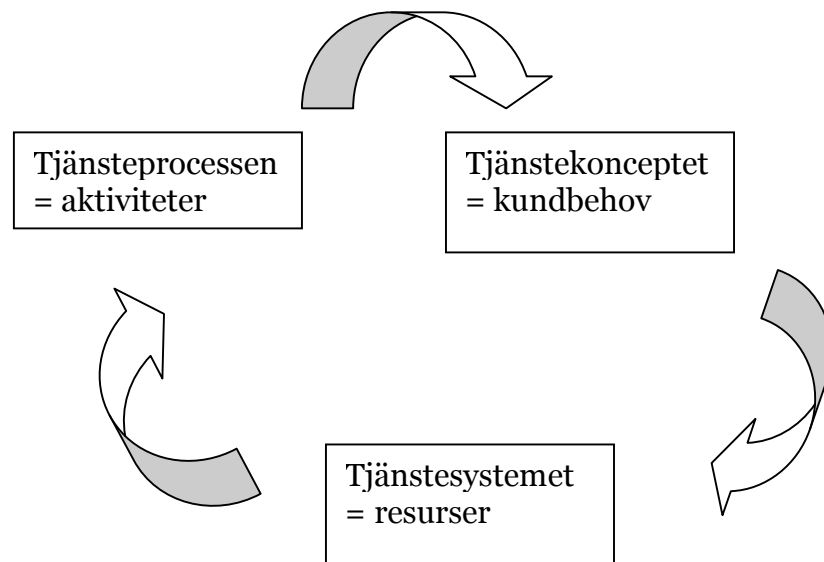 Tjänsteprocessen
= aktiviteter
Tjänstekonceptet
= kundbehov
Tjänstesystemet
= resurser